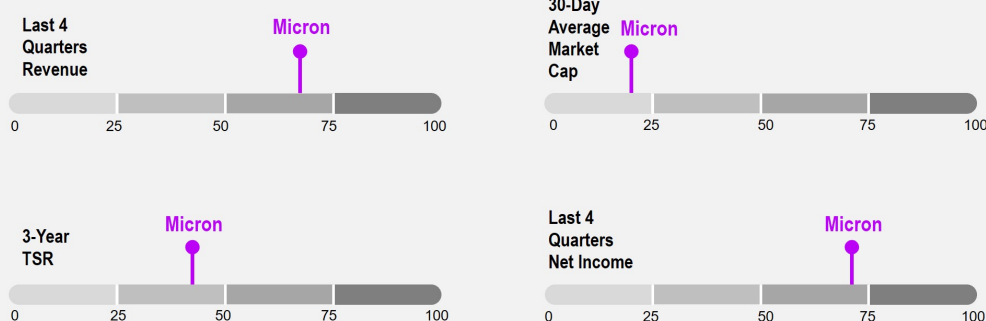 Last 4
Quarters
Revenue
Micron
0 25 50 75 100
30-Day
Average
Market
Cap
Micron
0 25 50 75 100
3-Year
TSR
Micron
0 25 50 75 100
Last 4
Quarters
Net Income
Micron
0 25 50 75 100